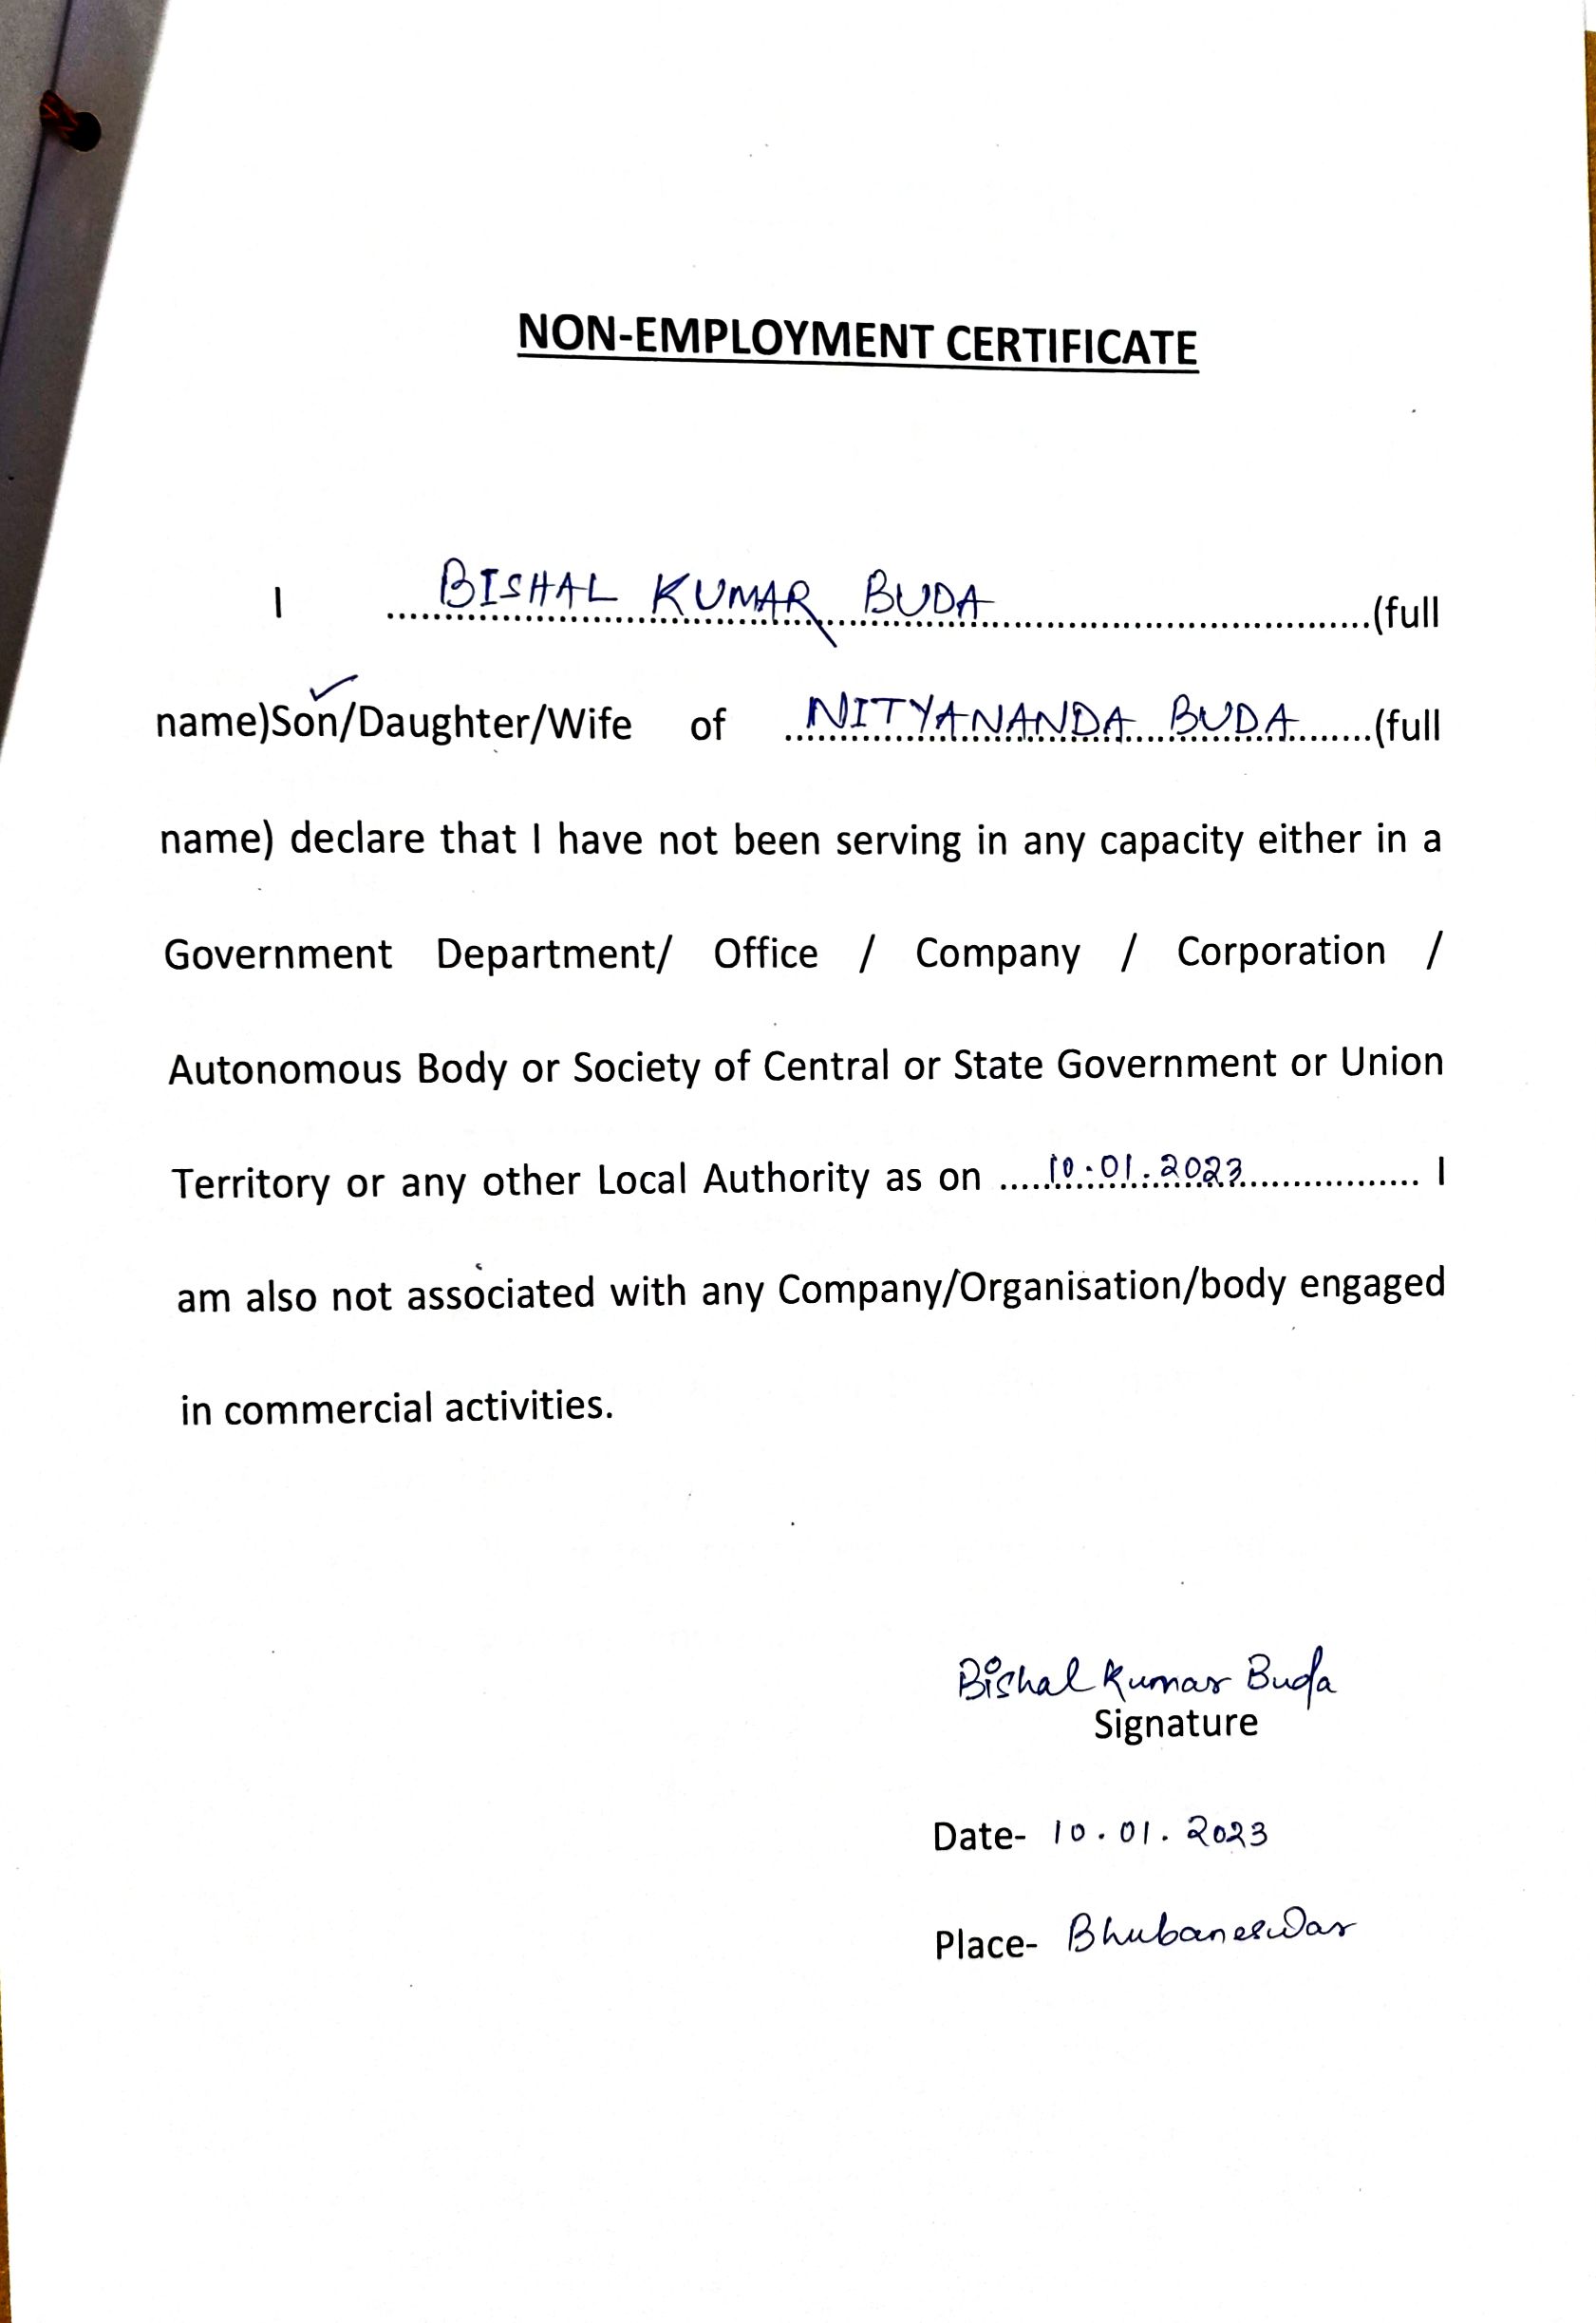 NON-EMPLOYMENT CERTIFICATE
I ....BISHAL KUMAR BUDA....(full
name)Son/Daughter/Wife of ....NITYANANDA BUDA....(full
name) declare that I have not been serving in any capacity either in a
Government Department/ Office / Company / Corporation /
Autonomous Body or Society of Central or State Government or Union
Territory or any other Local Authority as on ....10.01.2023.... I
am also not associated with any Company/Organisation/body engaged
in commercial activities.
Bishal Kumar Buda
Signature
Date- 10.01.2023
Place- Bhubaneswar